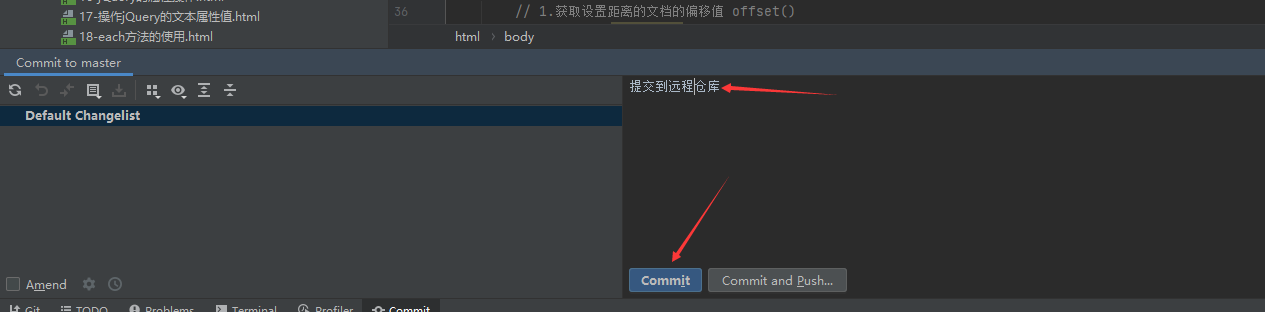 17-操作jQuery的文本属性值.html
18-each方法的使用.html
36
// 1.获取设置距离的文档的偏移值 offset()
html › body
Commit to master
Default Changelist
提交到远程仓库
Amend
Commit
Commit and Push...
Git
TODO
Problems
Terminal
Profiler
Commit